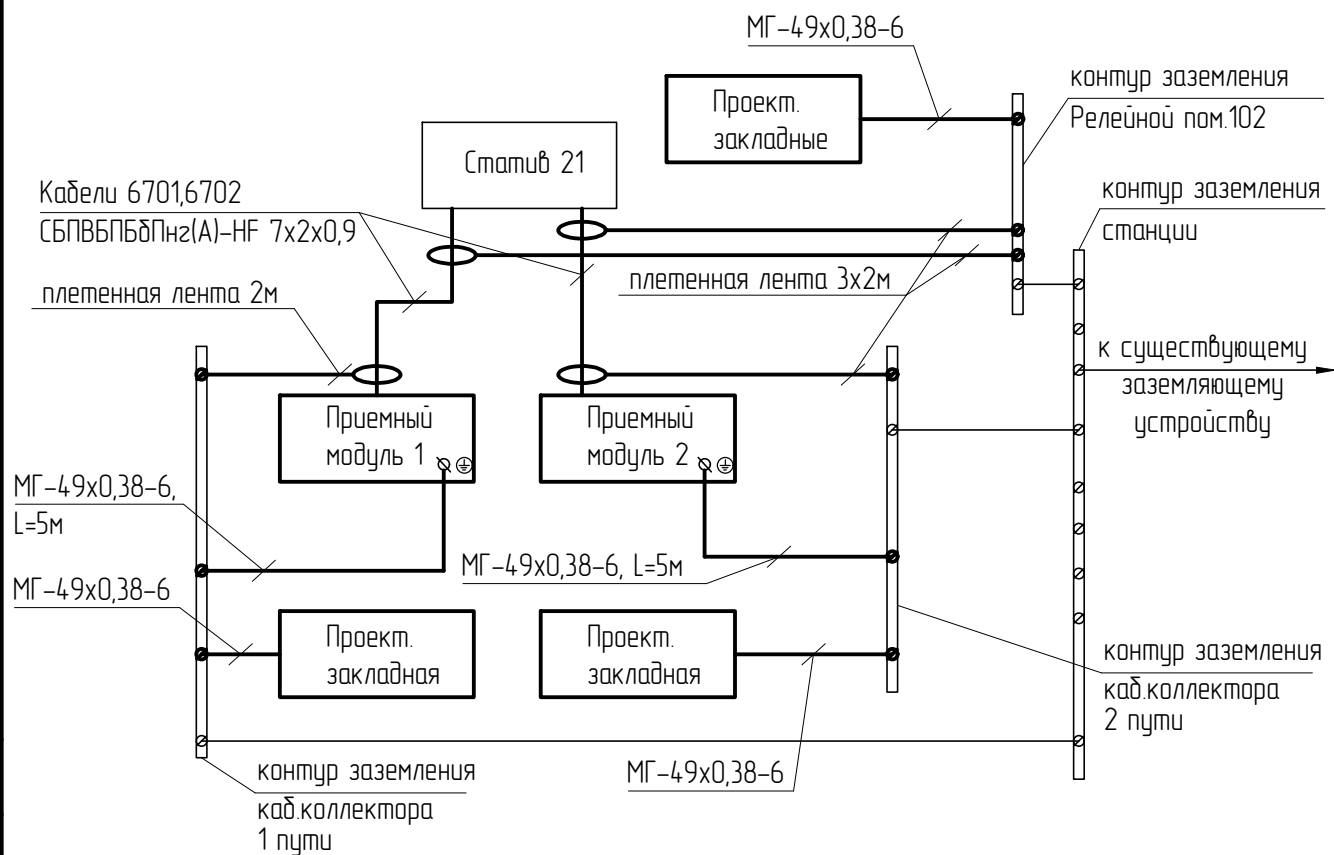 МГ-49х0,38-6
Проект.
закладные
контур заземления
Релейной пом.102
Статив 21
Кабели 6701,6702
СБПВБПБбПнг(А)-HF 7х2х0,9
контур заземления
станции
плетенная лента 2м
плетенная лента 3х2м
к существующему
заземляющему
устройству
Приемный
модуль 1
Приемный
модуль 2
МГ-49х0,38-6,
L=5м
МГ-49х0,38-6, L=5м
МГ-49х0,38-6
Проект.
закладная
Проект.
закладная
контур заземления
каб.коллектора
2 пути
МГ-49х0,38-6
контур заземления
каб.коллектора
1 пути